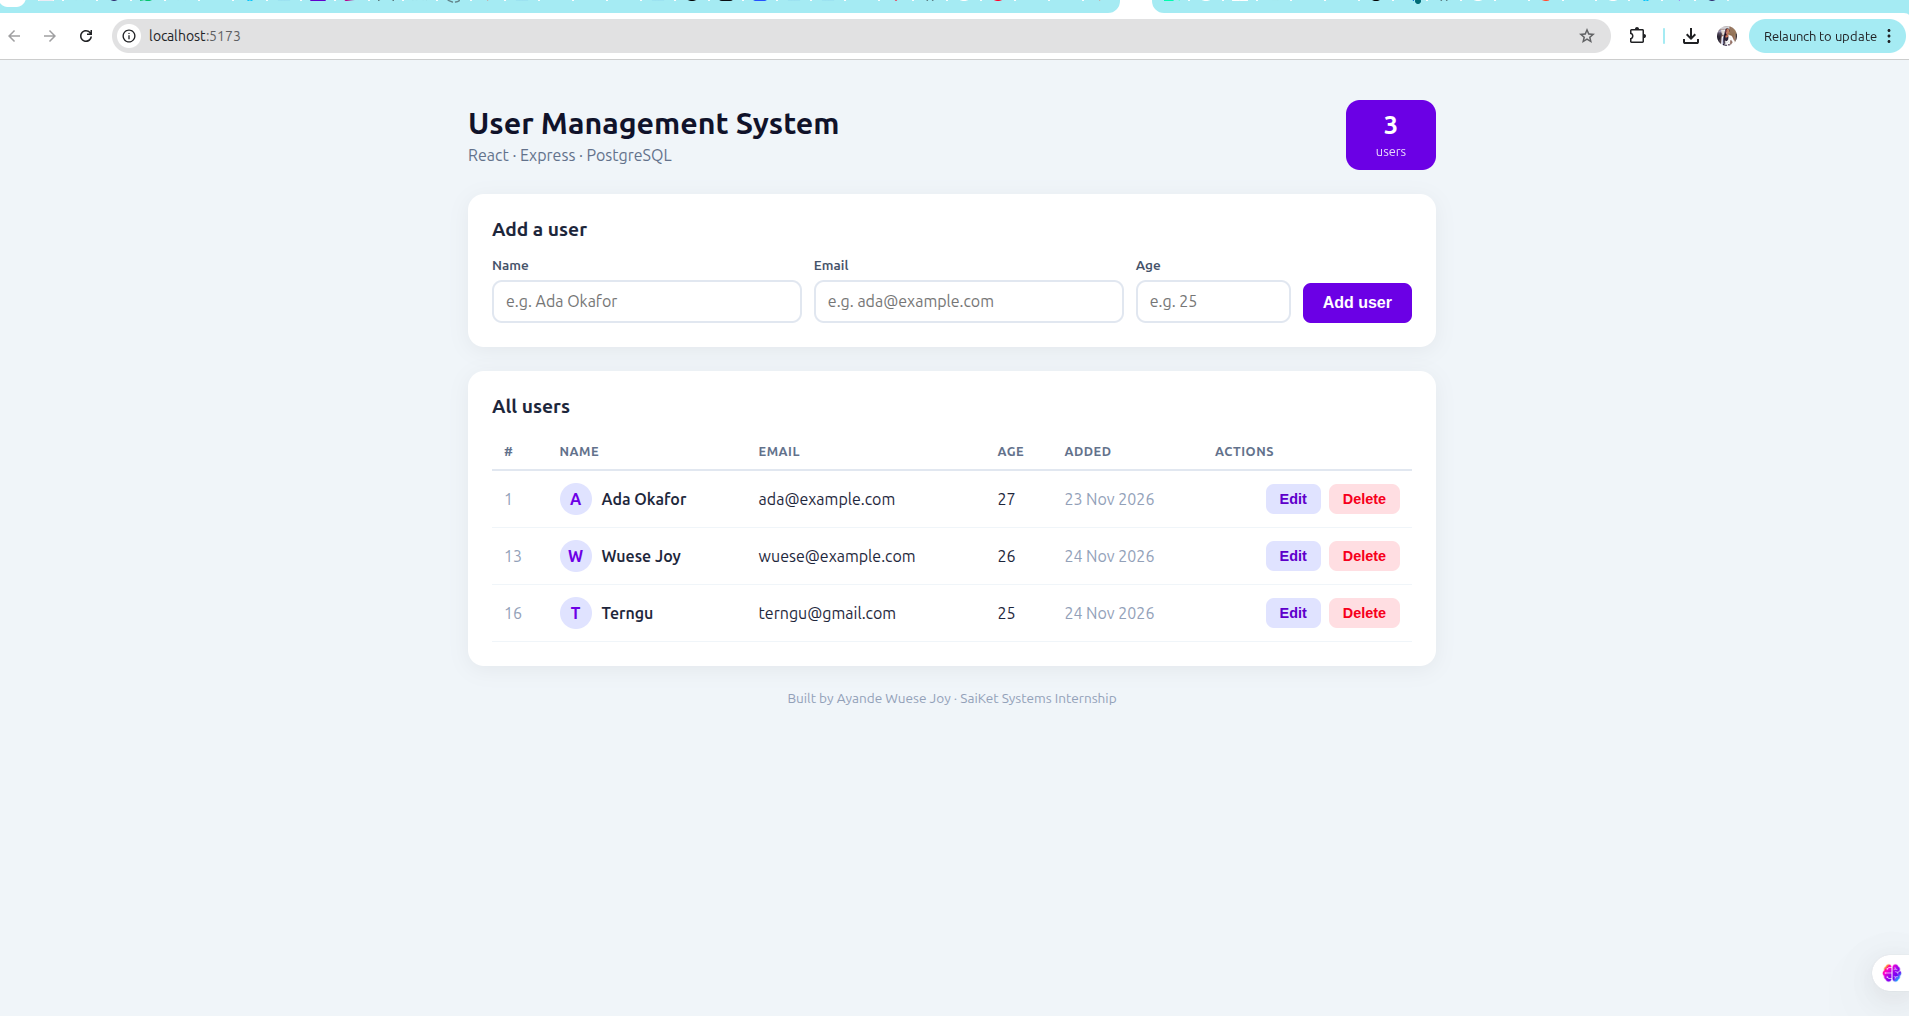 localhost:5173
Relaunch to update
User Management System
React · Express · PostgreSQL
3
users
Add a user
Name Email Age
e.g. Ada Okafor e.g. ada@example.com e.g. 25 Add user
All users
# NAME EMAIL AGE ADDED ACTIONS
1 A Ada Okafor ada@example.com 27 23 Nov 2026 Edit Delete
13 W Wuese Joy wuese@example.com 26 24 Nov 2026 Edit Delete
16 T Terngu terngu@gmail.com 25 24 Nov 2026 Edit Delete
Built by Ayande Wuese Joy · SaiKet Systems Internship